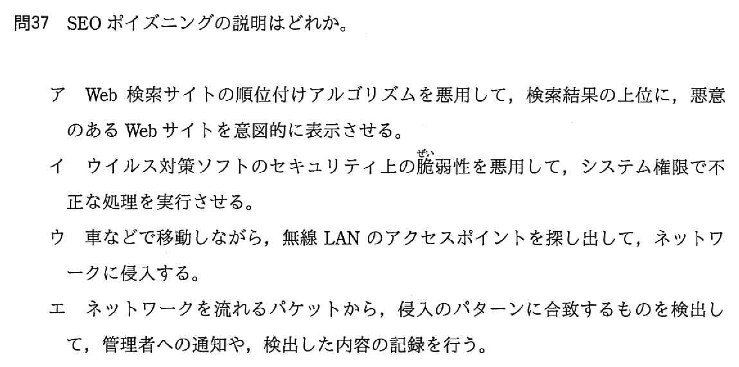 問37 SEO ポイズニングの説明はどれか。
ア Web 検索サイトの順位付けアルゴリズムを悪用して，検索結果の上位に，悪意
のある Web サイトを意図的に表示させる。
イ ウイルス対策ソフトのセキュリティ上の脆弱性を悪用して，システム権限で不
ぜい
正な処理を実行させる。
ウ 車などで移動しながら，無線 LAN のアクセスポイントを探し出して，ネットワ
ークに侵入する。
エ ネットワークを流れるパケットから，侵入のパターンに合致するものを検出し
て，管理者への通知や，検出した内容の記録を行う。